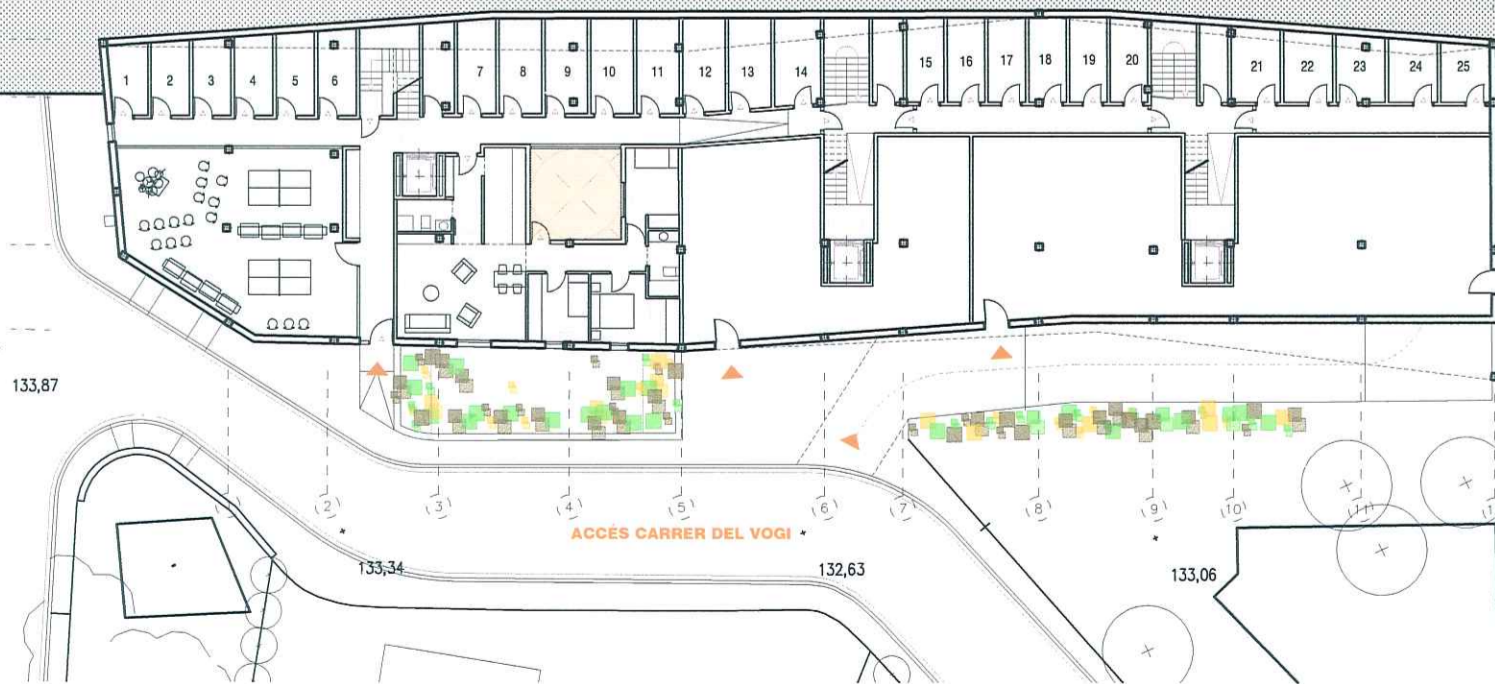 1 2 3 4 5 6 7 8 9 10 11 12 13 14 15 16 17 18 19 20 21 22 23 24 25
133,87
(2) (3) (4) (5) (6) (7) (8) (9) (10) (11)
ACCÉS CARRER DEL VOGI
133,34 132,63 133,06